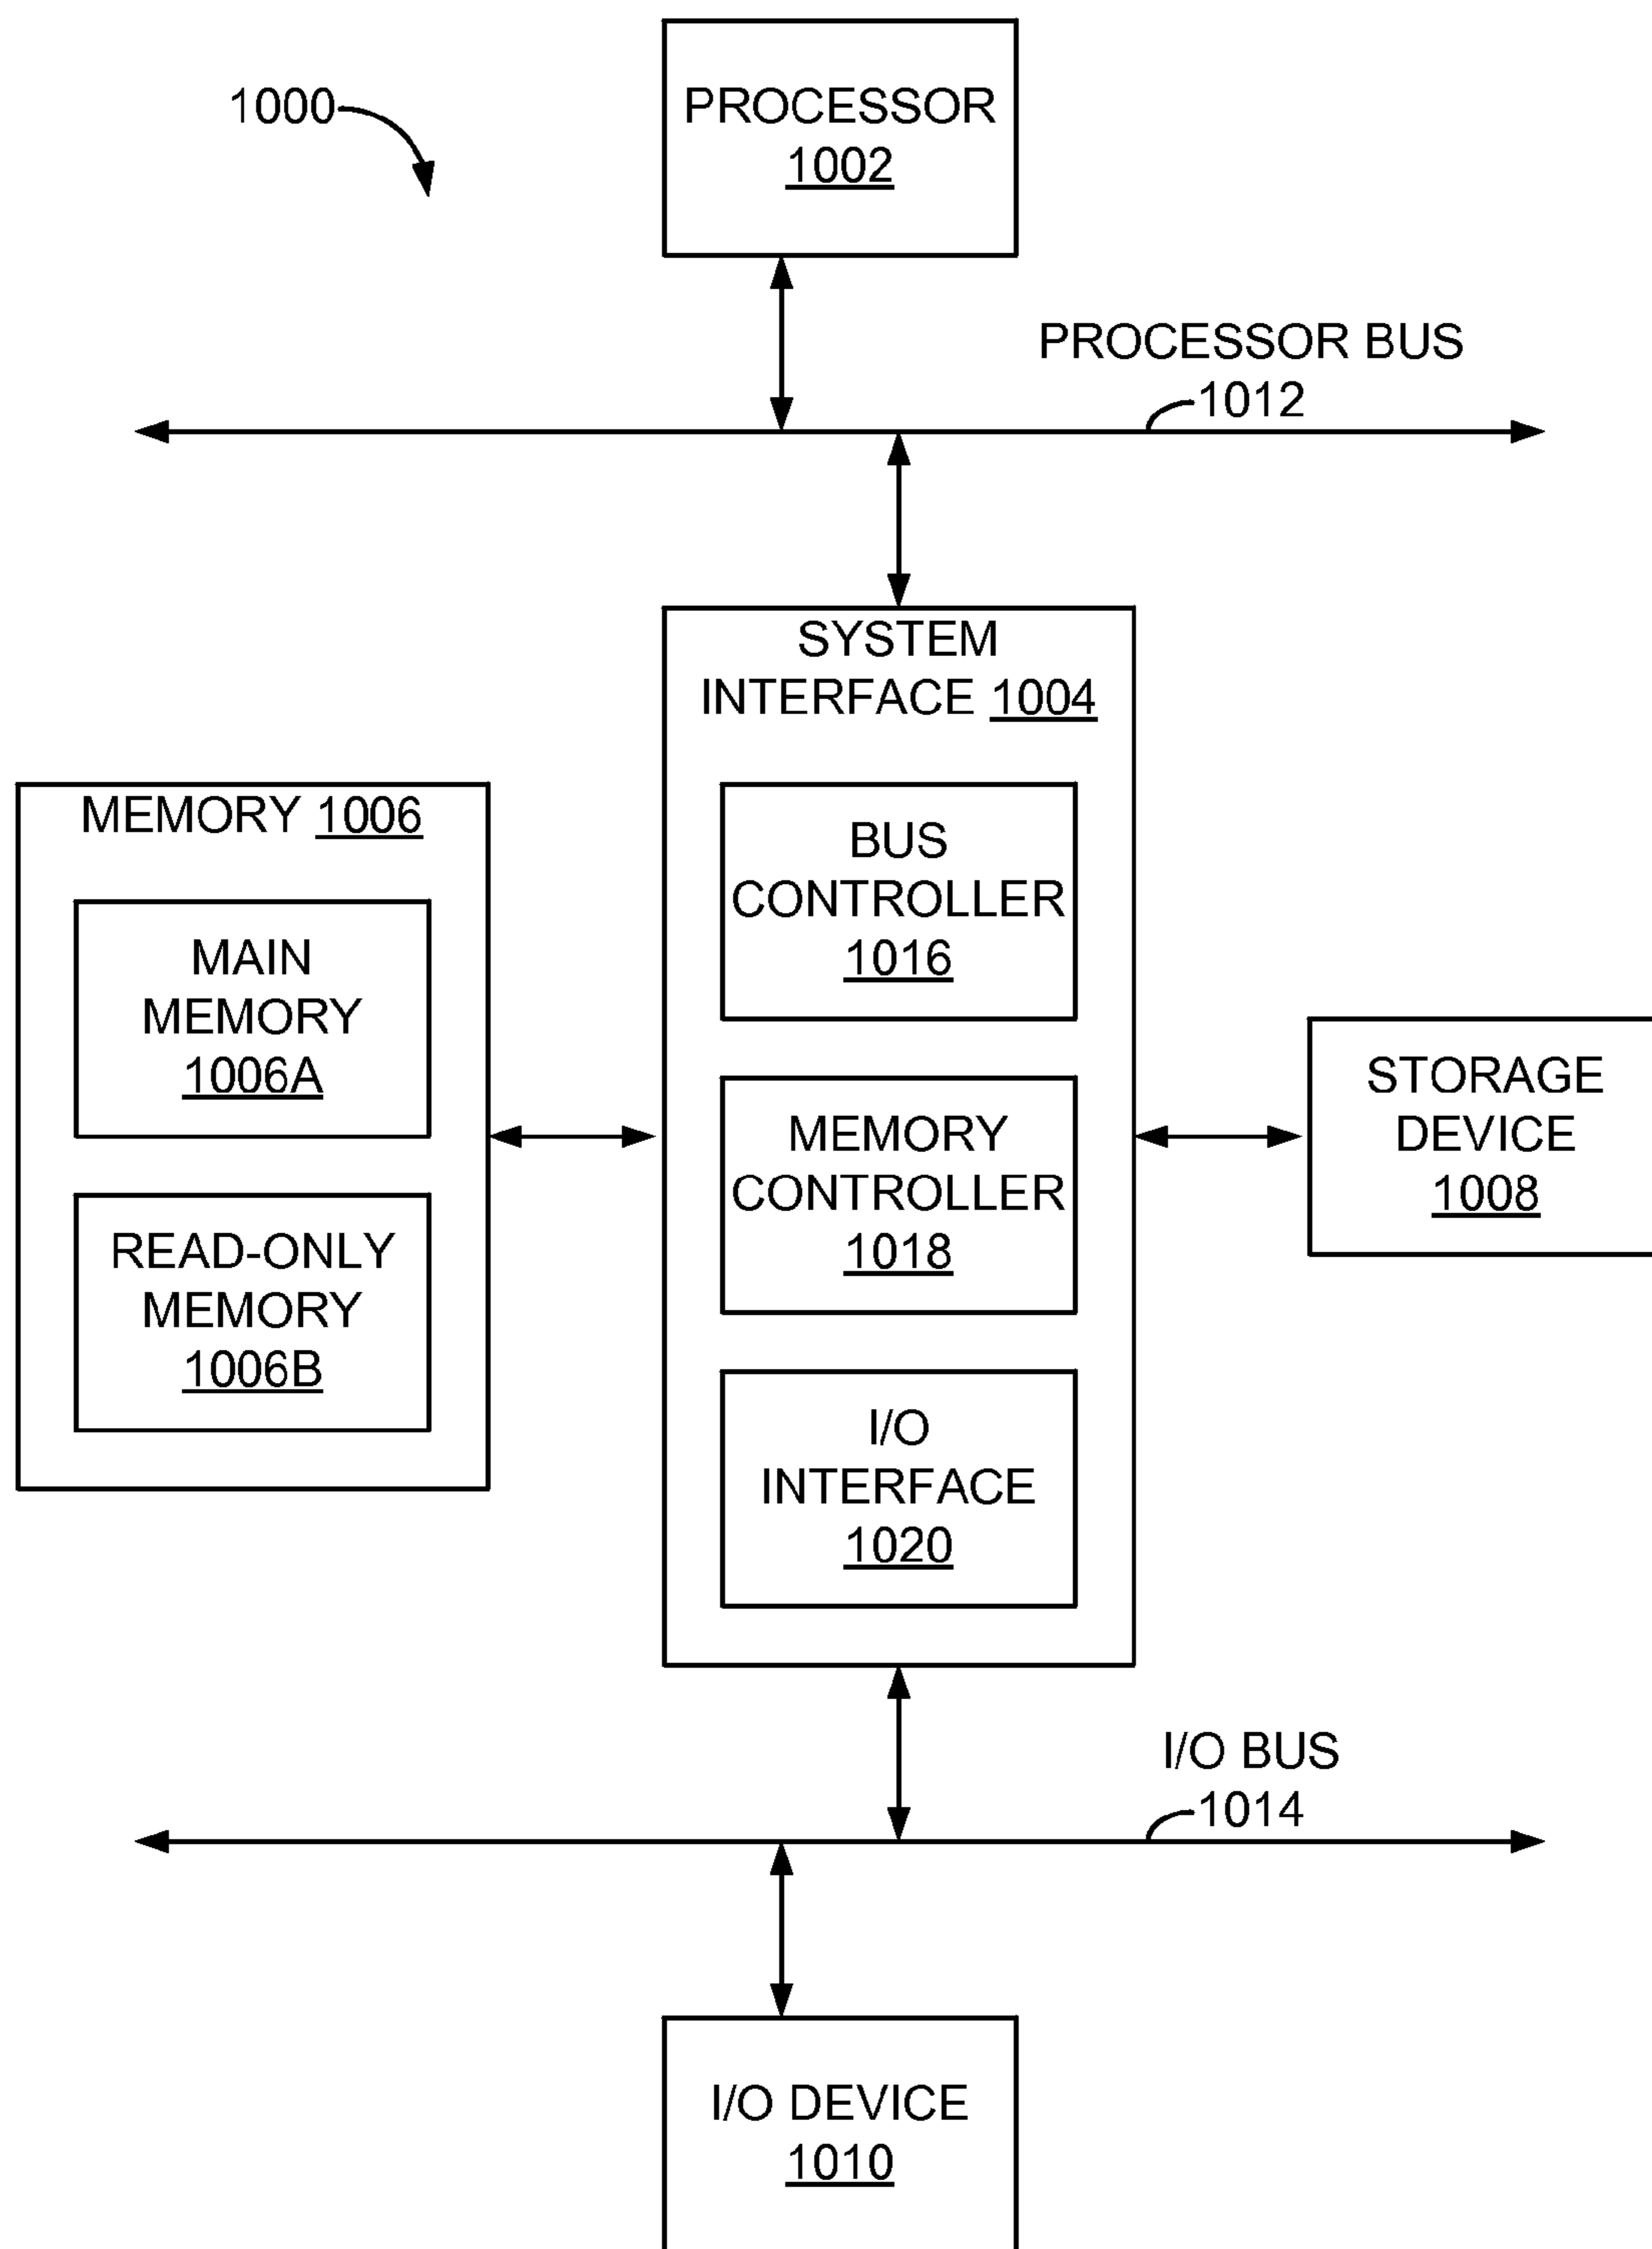 1000
PROCESSOR
1002
PROCESSOR BUS
1012
SYSTEM
INTERFACE 1004
MEMORY 1006
MAIN
MEMORY
1006A
READ-ONLY
MEMORY
1006B
BUS
CONTROLLER
1016
MEMORY
CONTROLLER
1018
I/O
INTERFACE
1020
STORAGE
DEVICE
1008
I/O BUS
1014
I/O DEVICE
1010